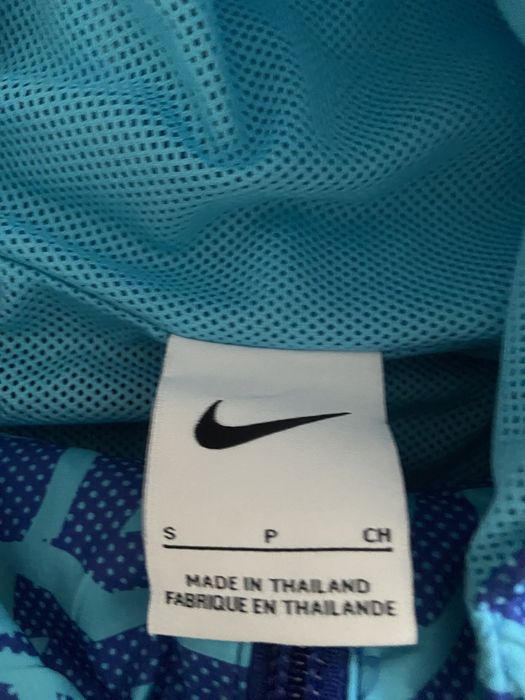 S P CH
MADE IN THAILAND
FABRIQUE EN THAILANDE